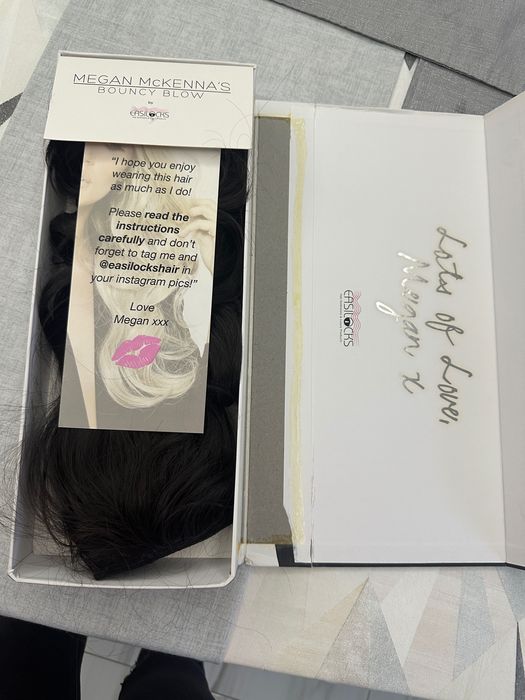 MEGAN McKENNA'S
BOUNCY BLOW
by
EASILOCKS
"I hope you enjoy
wearing this hair
as much as I do!
Please read the
instructions
carefully and don't
forget to tag me and
@easilockshair in
your instagram pics!"
Love
Megan xxx
EASILOCKS
Lots of Love,
Megan x